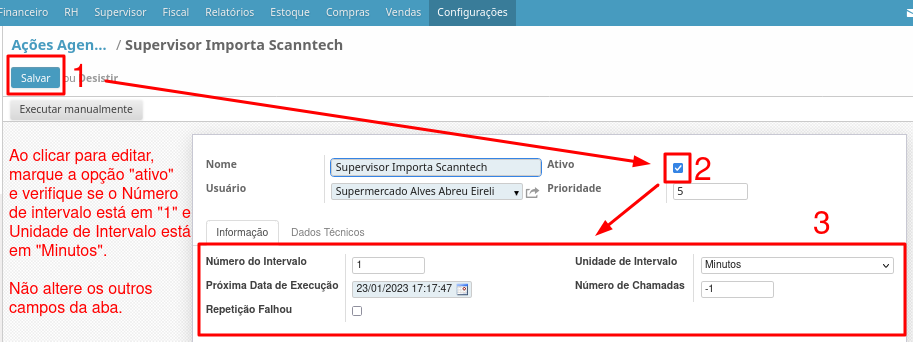 Financeiro RH Supervisor Fiscal Relatórios Estoque Compras Vendas Configurações
Ações Agen... / Supervisor Importa Scanntech
Salvar ou Desistir
1
Executar manualmente
Ao clicar para editar,
marque a opção "ativo"
e verifique se o Número
de intervalo está em "1" e
Unidade de Intervalo está
em "Minutos".
Não altere os outros
campos da aba.
Nome Supervisor Importa Scanntech Ativo
2
Usuário Supermercado Alves Abreu Eireli Prioridade 5
3
Informação Dados Técnicos
Número do Intervalo 1 Unidade de Intervalo Minutos
Próxima Data de Execução 23/01/2023 17:17:47 Número de Chamadas -1
Repetição Falhou